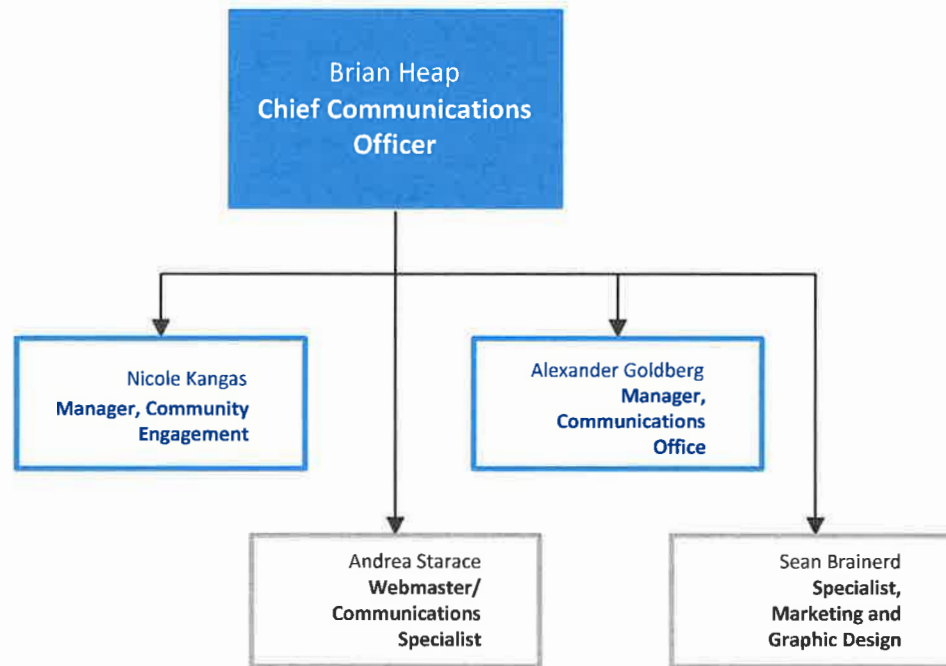 Brian Heap
Chief Communications
Officer
Nicole Kangas
Manager, Community
Engagement
Alexander Goldberg
Manager,
Communications
Office
Andrea Starace
Webmaster/
Communications
Specialist
Sean Brainerd
Specialist,
Marketing and
Graphic Design